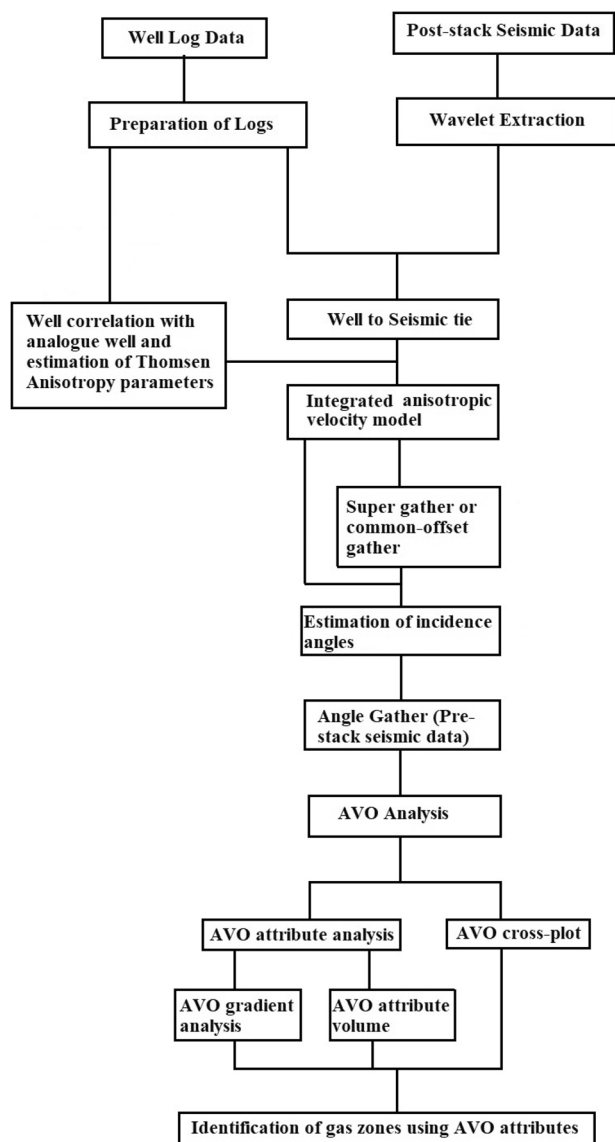 Well Log Data
Post-stack Seismic Data
Preparation of Logs
Wavelet Extraction
Well correlation with
analogue well and
estimation of Thomsen
Anisotropy parameters
Well to Seismic tie
Integrated anisotropic
velocity model
Super gather or
common-offset
gather
Estimation of incidence
angles
Angle Gather (Pre-
stack seismic data)
AVO Analysis
AVO attribute analysis
AVO cross-plot
AVO gradient
analysis
AVO attribute
volume
Identification of gas zones using AVO attributes